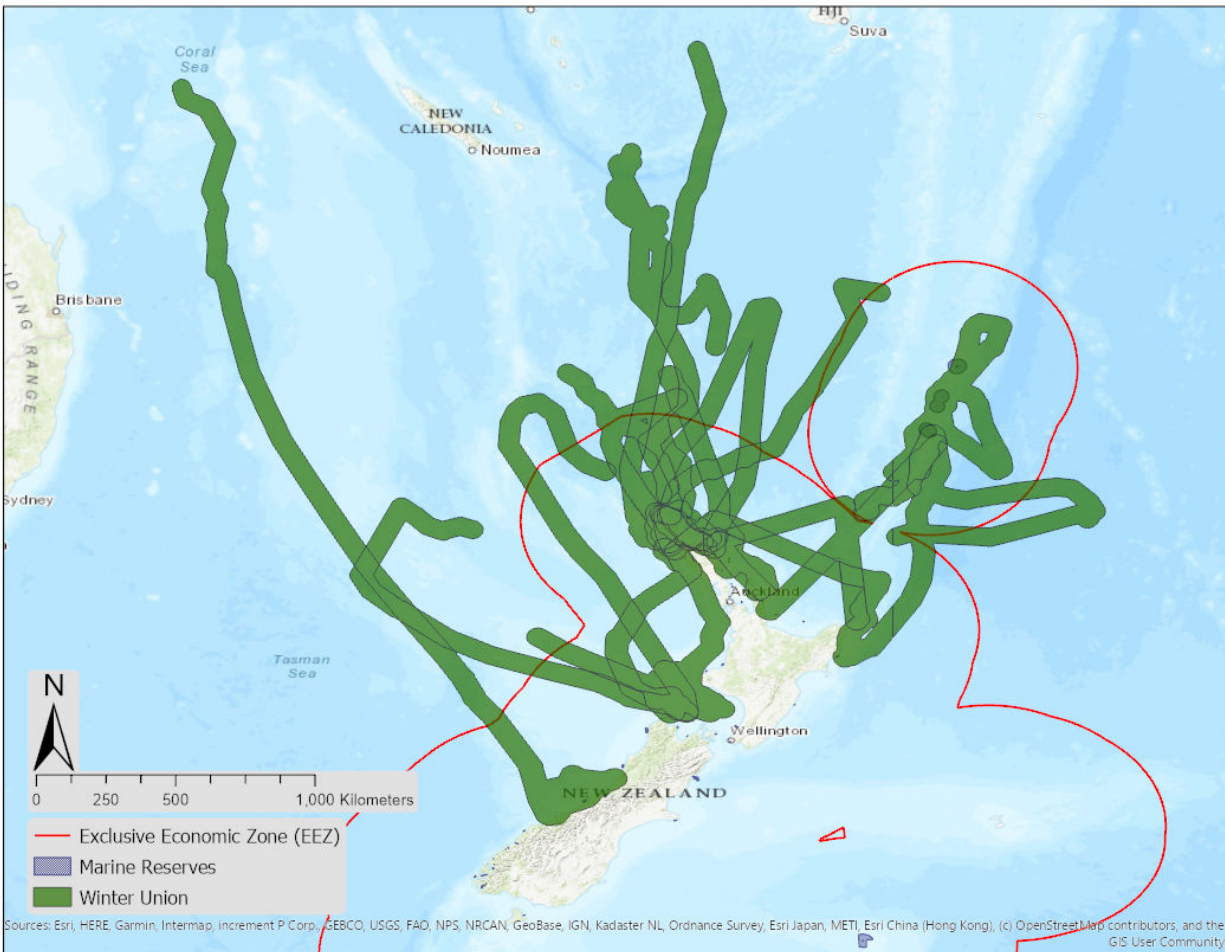 FIJI
Suva
Coral
Sea
NEW
CALEDONIA
Noumea
Brisbane
DING RANGE
Sydney
Auckland
Tasman
Sea
Wellington
NEW ZEALAND
N
0 250 500 1,000 Kilometers
Exclusive Economic Zone (EEZ)
Marine Reserves
Winter Union
Sources: Esri, HERE, Garmin, Intermap, increment P Corp., GEBCO, USGS, FAO, NPS, NRCAN, GeoBase, IGN, Kadaster NL, Ordnance Survey, Esri Japan, METI, Esri China (Hong Kong), (c) OpenStreetMap contributors, and the
GIS User Community